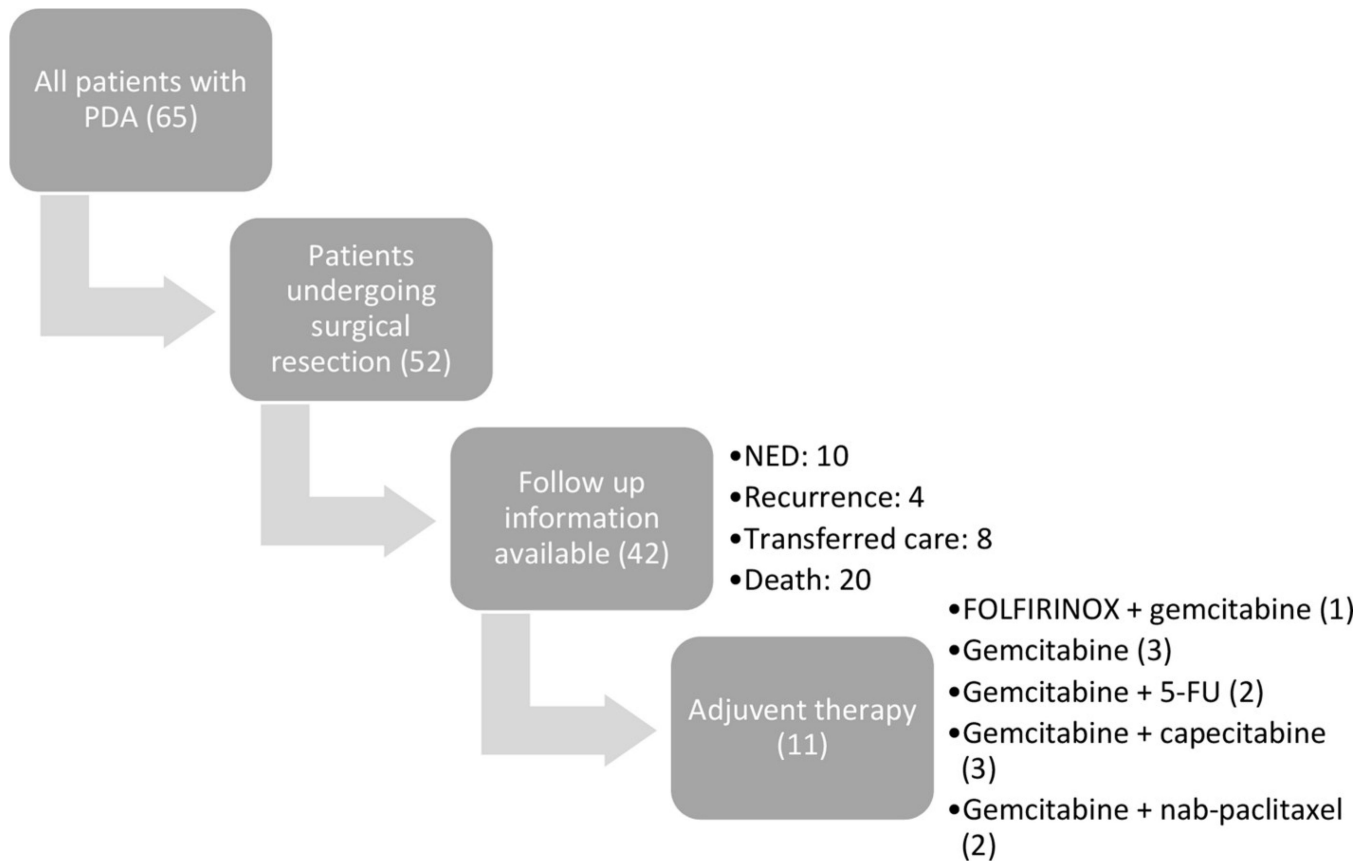 All patients with
PDA (65)
Patients
undergoing
surgical
resection (52)
Follow up
information
available (42)
•NED: 10
•Recurrence: 4
•Transferred care: 8
•Death: 20
Adjuvent therapy
(11)
•FOLFIRINOX + gemcitabine (1)
•Gemcitabine (3)
•Gemcitabine + 5-FU (2)
•Gemcitabine + capecitabine
(3)
•Gemcitabine + nab-paclitaxel
(2)